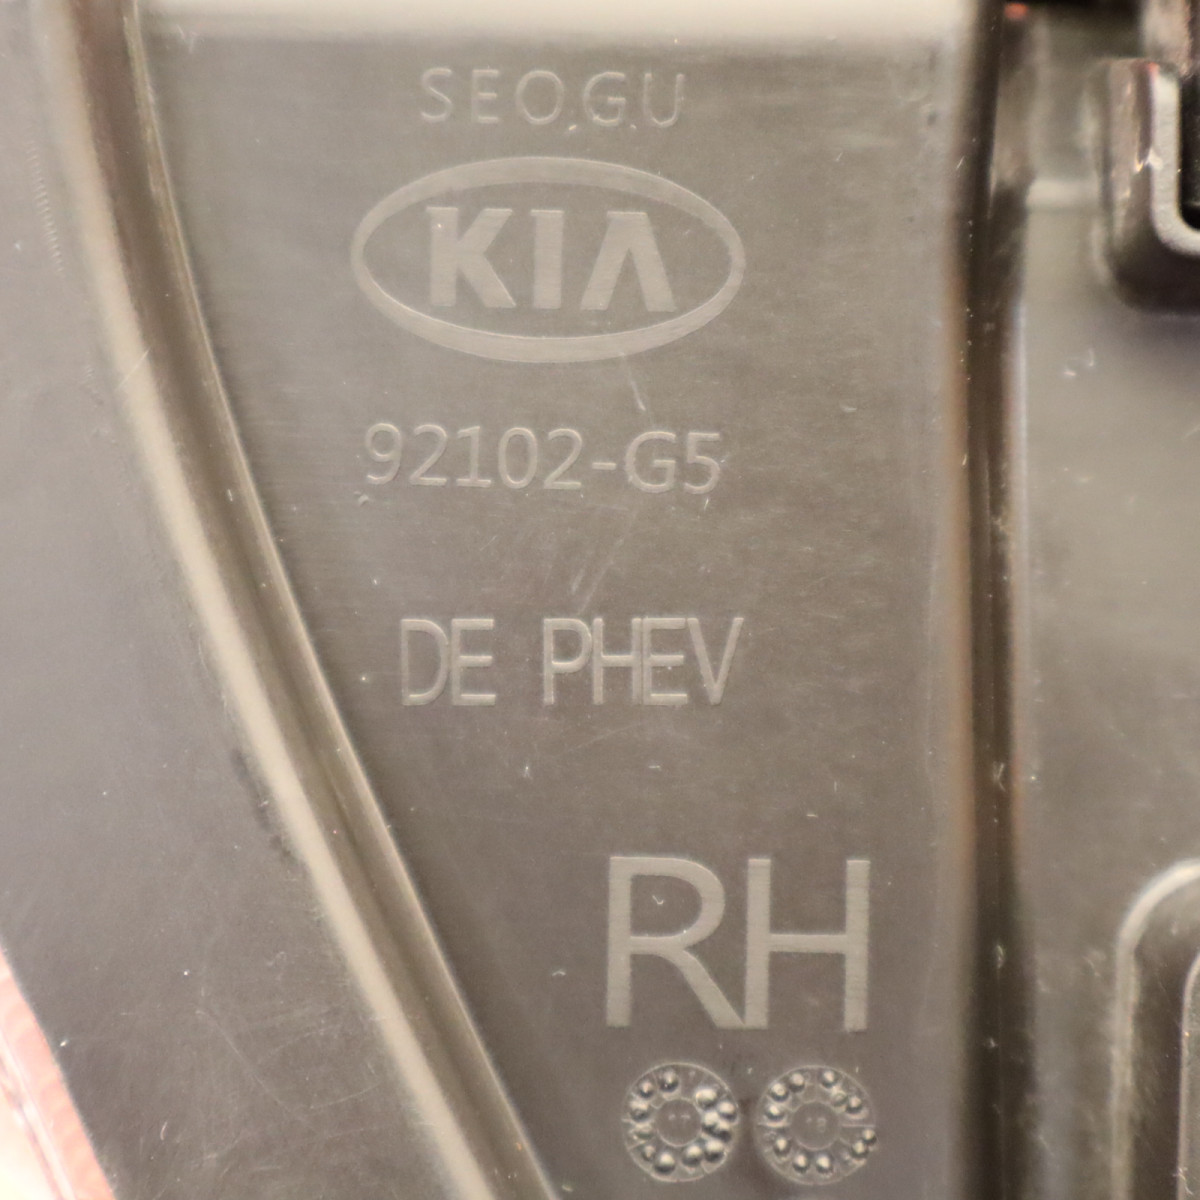 SEOGU
KIA
92102-G5
DE PHEV
RH